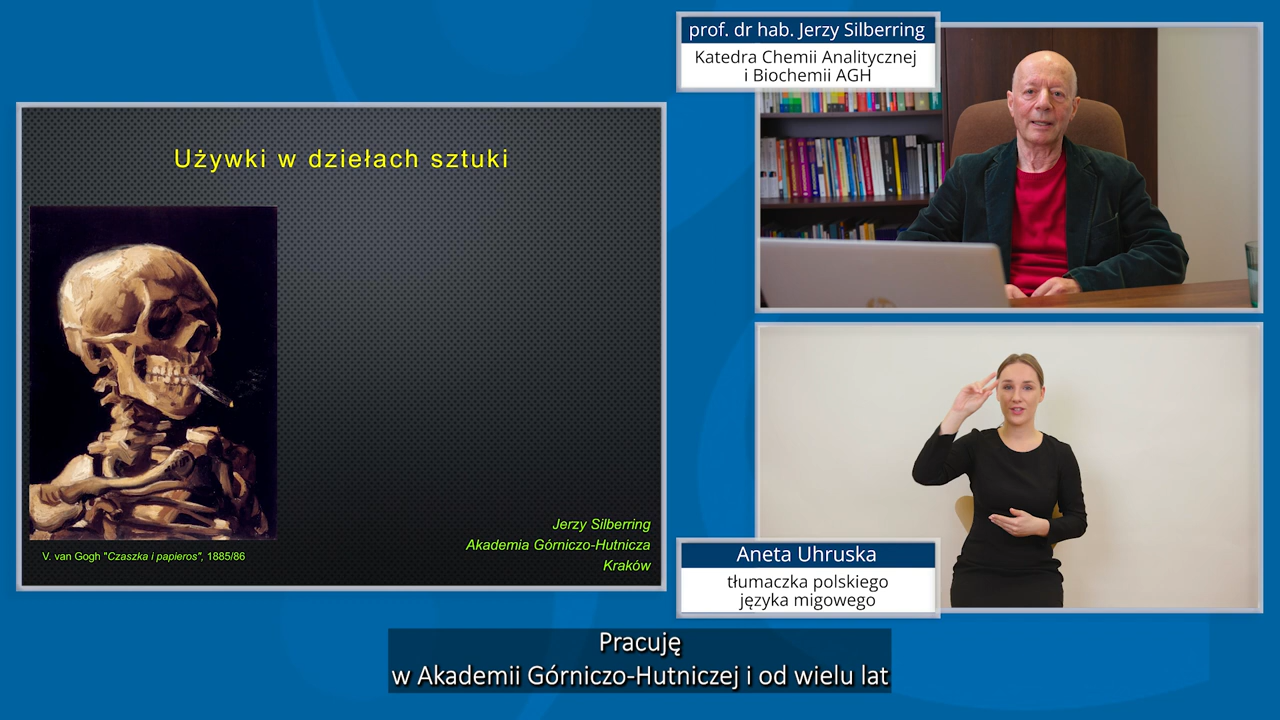 Używki w dziełach sztuki
V. van Gogh "Czaszka i papieros", 1885/86
Jerzy Silberring
Akademia Górniczo-Hutnicza
Kraków
prof. dr hab. Jerzy Silberring
Katedra Chemii Analitycznej
i Biochemii AGH
Aneta Uhruska
tłumaczka polskiego
języka migowego
Pracuję
w Akademii Górniczo-Hutniczej i od wielu lat